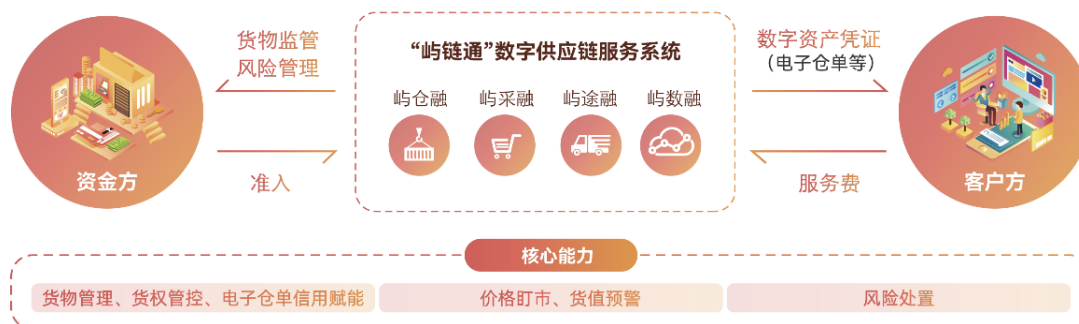 货物监管
风险管理
准入
资金方
“屿链通”数字供应链服务系统
屿仓融
屿采融
屿途融
屿数融
数字资产凭证
（电子仓单等）
服务费
客户方
核心能力
货物管理、货权管控、电子仓单信用赋能
价格盯市、货值预警
风险处置